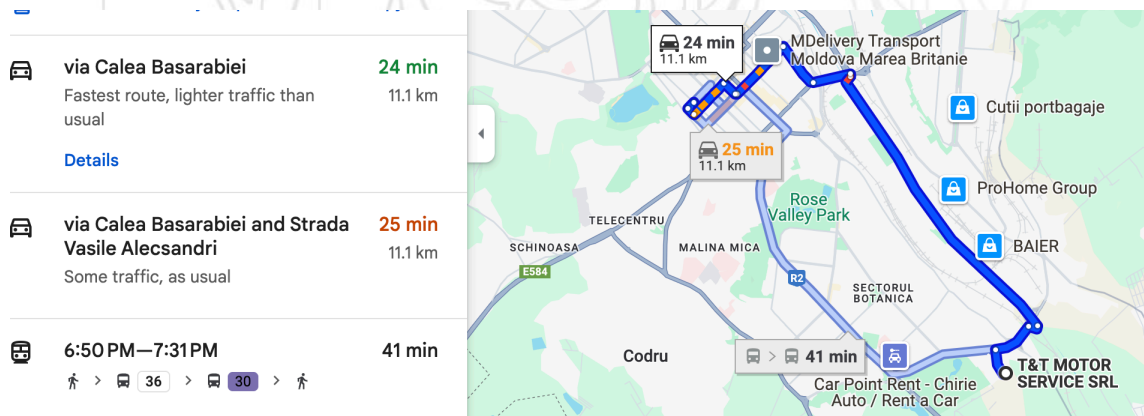 via Calea Basarabiei
24 min
Fastest route, lighter traffic than
11.1 km
usual
Details
via Calea Basarabiei and Strada
25 min
Vasile Alecsandri
11.1 km
Some traffic, as usual
6:50 PM—7:31 PM
41 min
36
30
24 min
11.1 km
MDelivery Transport
Moldova Marea Britanie
Cutii portbagaje
25 min
11.1 km
ProHome Group
Rose
Valley Park
TELECENTRU
SCHINOASA
MALINA MICA
BAIER
E584
R2
SECTORUL
BOTANICA
Codru
41 min
T&T MOTOR
SERVICE SRL
Car Point Rent - Chirie
Auto / Rent a Car